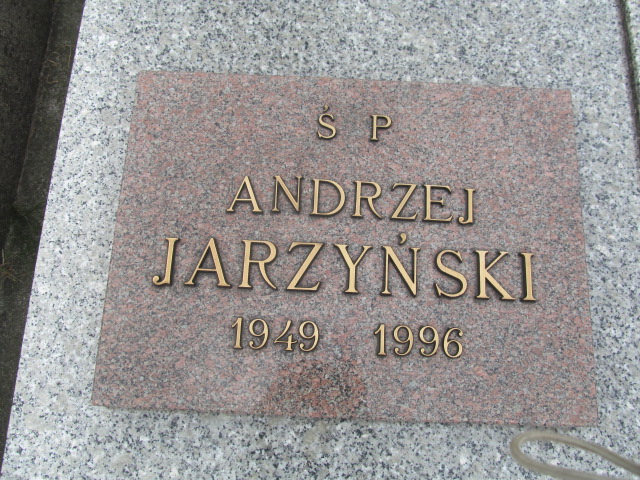 Ś P
ANDRZEJ
JARZYŃSKI
1949 1996